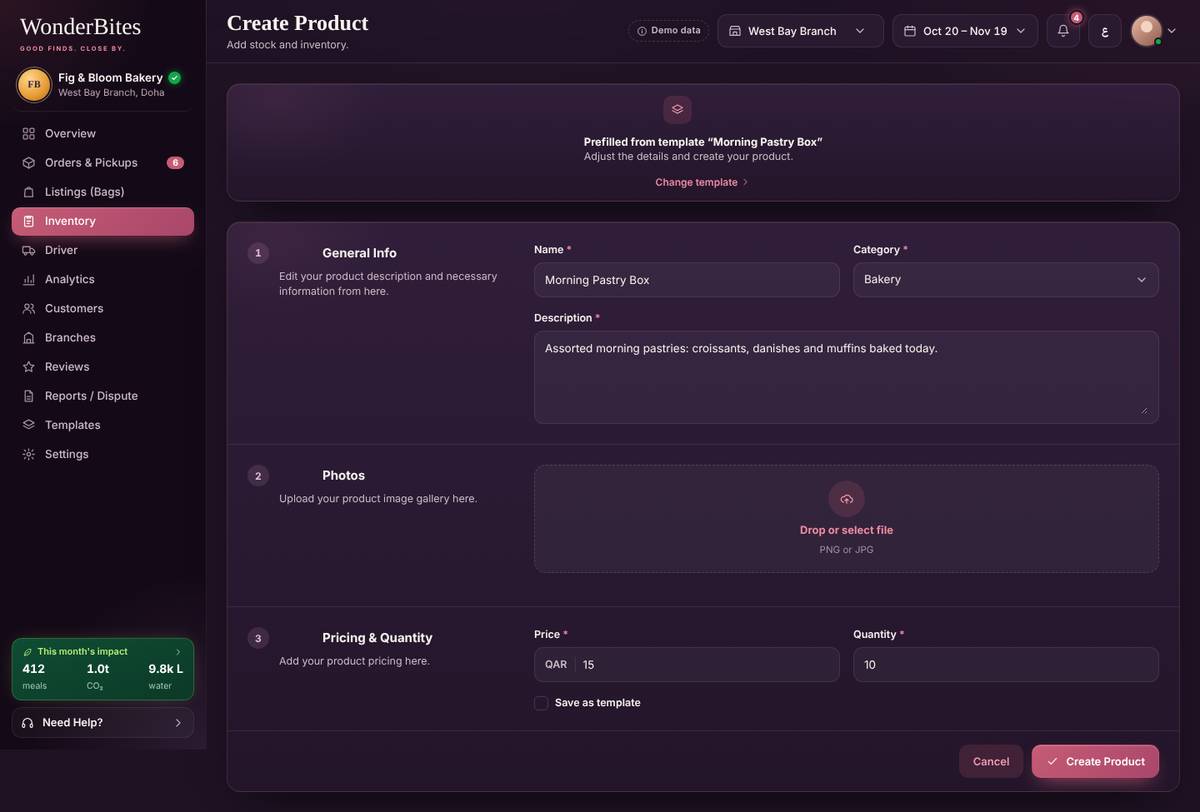 WonderBites
GOOD FINDS. CLOSE BY.
FB
Fig & Bloom Bakery
West Bay Branch, Doha
Overview
Orders & Pickups
6
Listings (Bags)
Inventory
Driver
Analytics
Customers
Branches
Reviews
Reports / Dispute
Templates
Settings
This month's impact
412
1.0t
9.8k L
meals
CO₂
water
Need Help?
Create Product
Add stock and inventory.
Demo data
West Bay Branch
Oct 20 – Nov 19
4
ع
Prefilled from template “Morning Pastry Box”
Adjust the details and create your product.
Change template
1
General Info
Edit your product description and necessary
information from here.
Name *
Category *
Morning Pastry Box
Bakery
Description *
Assorted morning pastries: croissants, danishes and muffins baked today.
2
Photos
Upload your product image gallery here.
Drop or select file
PNG or JPG
3
Pricing & Quantity
Add your product pricing here.
Price *
Quantity *
QAR 15
10
Save as template
Cancel
Create Product